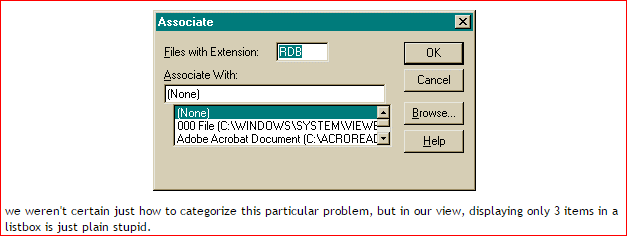 Associate
Files with Extension:
RDB
OK
Associate With:
Cancel
(None)
(None)
000 File (C:\WINDOWS\SYSTEM\VIEWE
Adobe Acrobat Document (C:\ACROREAD
Browse...
Help
we weren't certain just how to categorize this particular problem, but in our view, displaying only 3 items in a
listbox is just plain stupid.